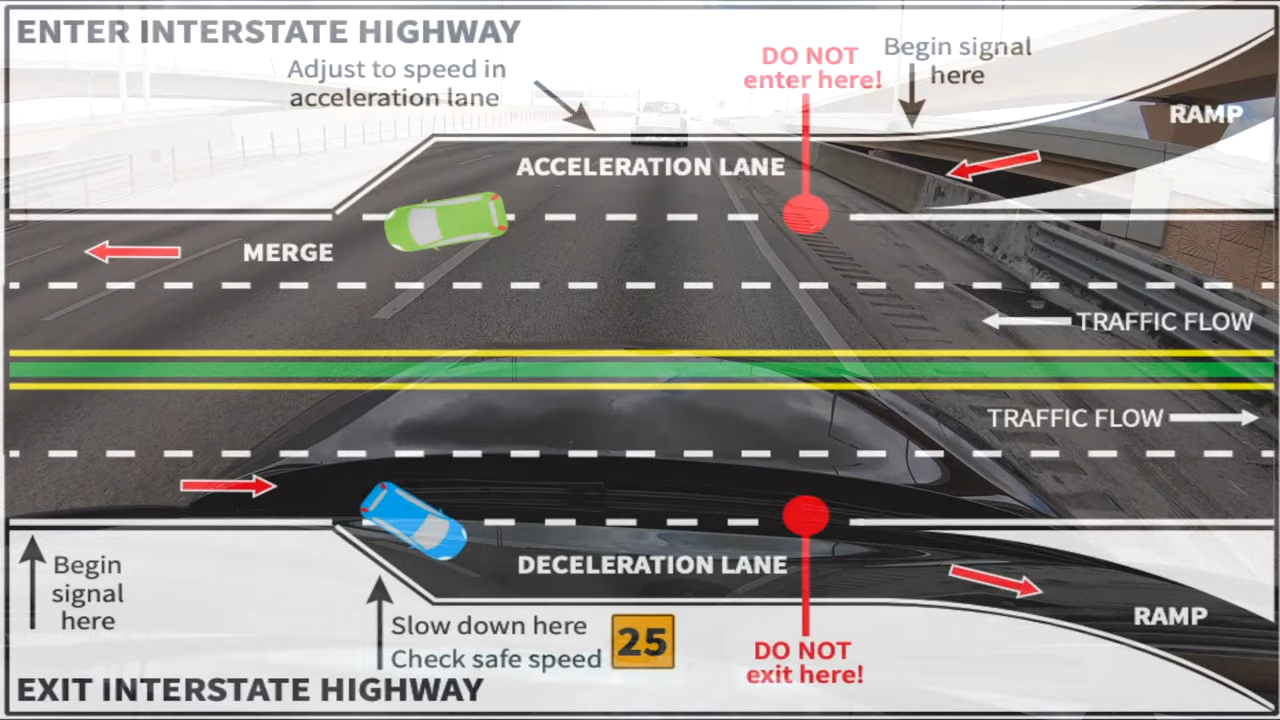 ENTER INTERSTATE HIGHWAY
Adjust to speed in
acceleration lane
DO NOT
enter here!
Begin signal
here
RAMP
ACCELERATION LANE
MERGE
TRAFFIC FLOW
TRAFFIC FLOW
Begin
signal
here
DECELERATION LANE
Slow down here
Check safe speed
25
DO NOT
exit here!
RAMP
EXIT INTERSTATE HIGHWAY